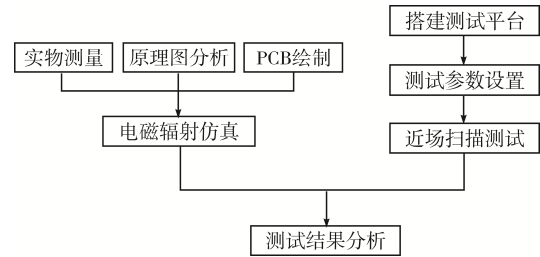 搭建测试平台
实物测量 原理图分析 PCB绘制
测试参数设置
电磁辐射仿真
近场扫描测试
测试结果分析